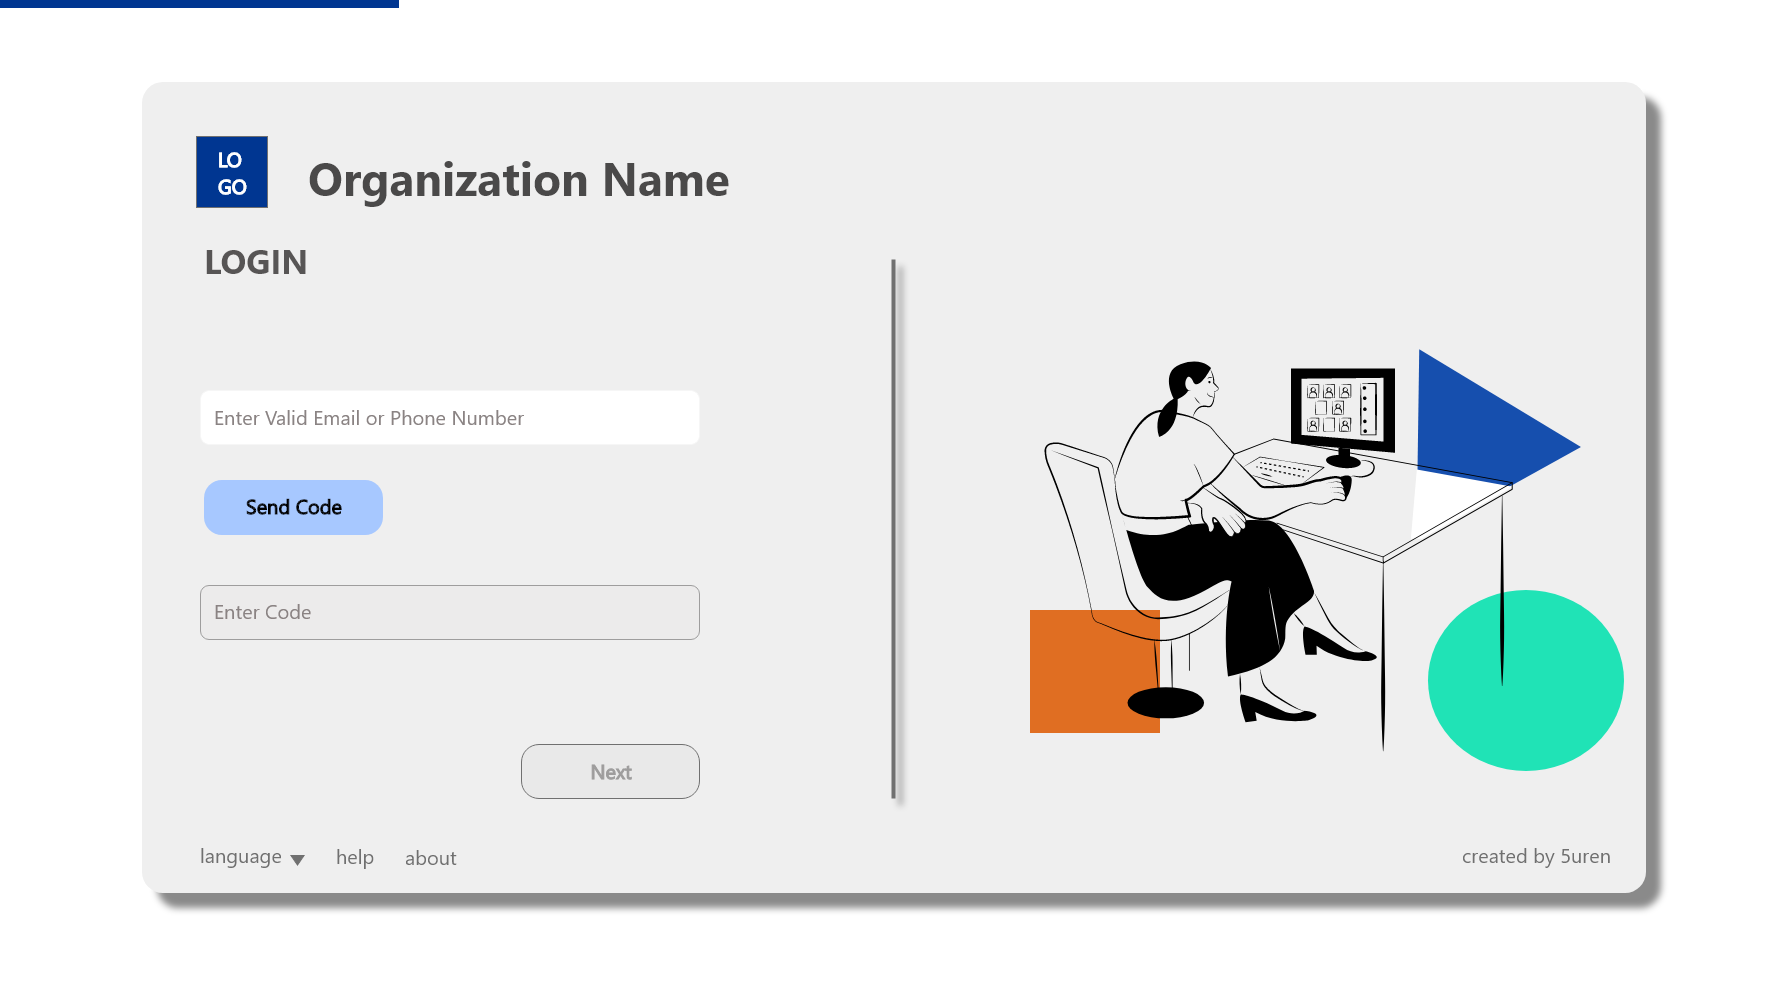 LO
GO
Organization Name
LOGIN
Enter Valid Email or Phone Number
Send Code
Enter Code
Next
language help about
created by 5uren